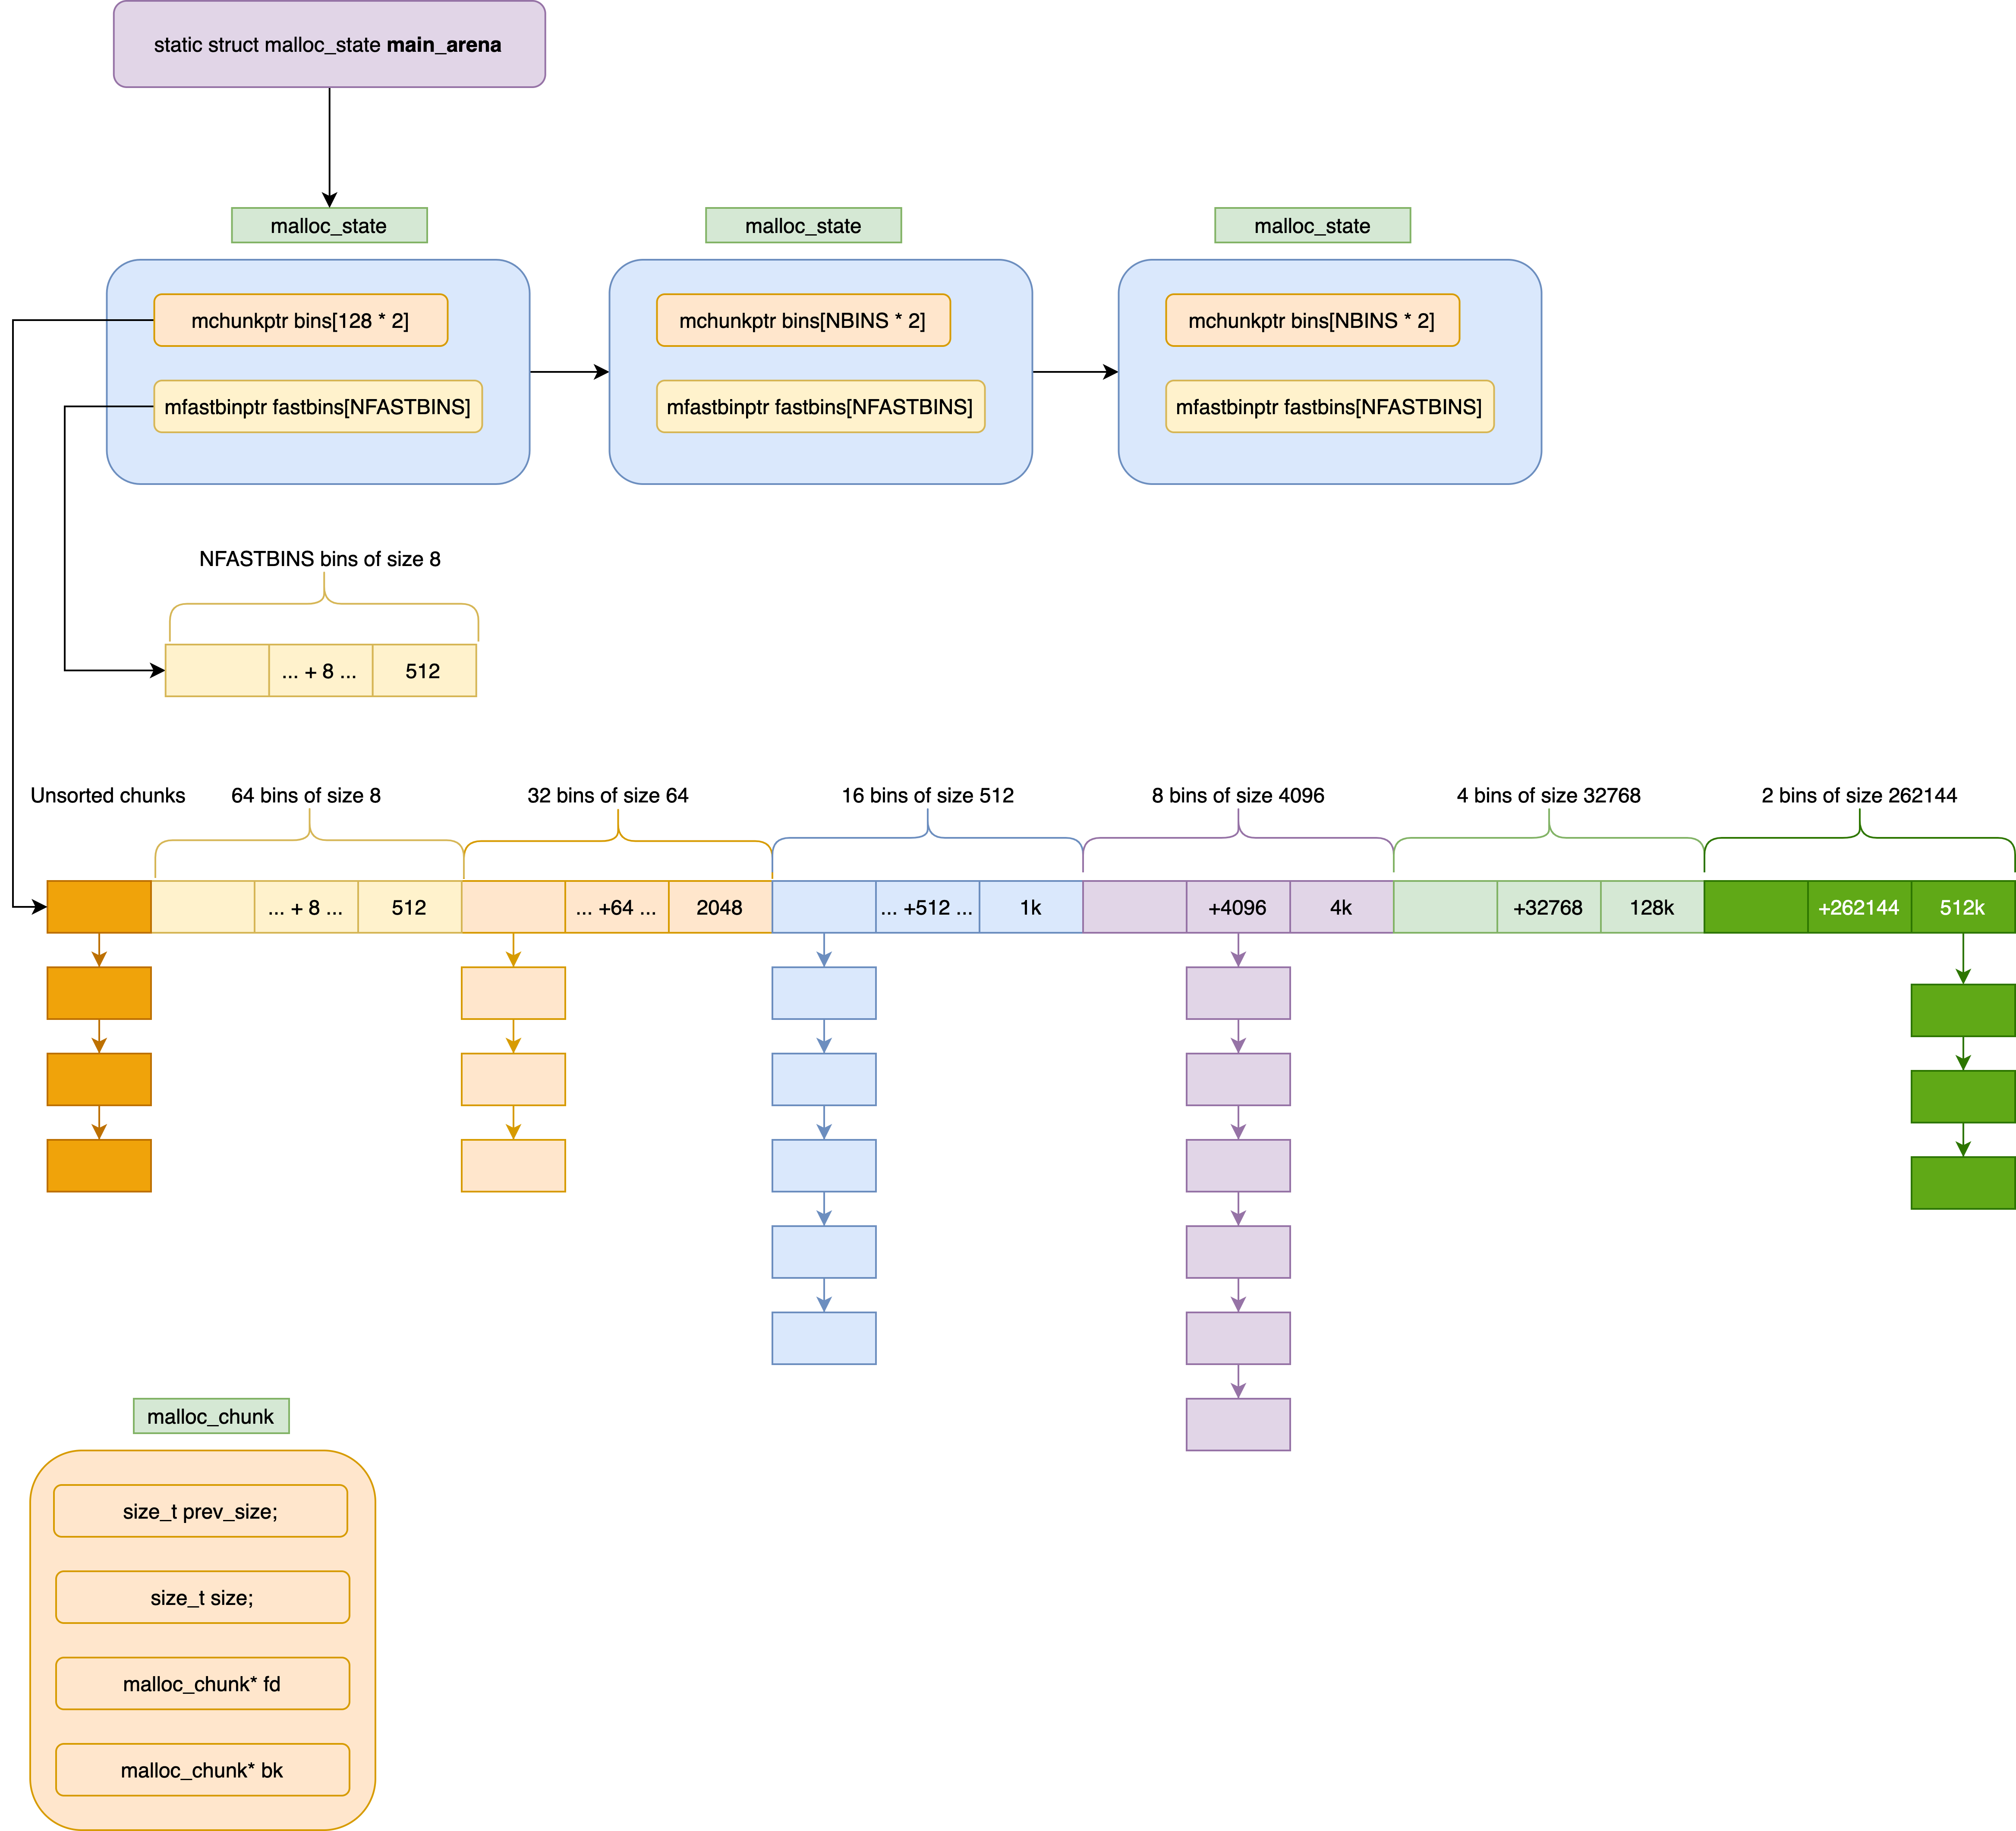 static struct malloc_state main_arena
malloc_state
malloc_state
malloc_state
mchunkptr bins[128 * 2]
mchunkptr bins[NBINS * 2]
mchunkptr bins[NBINS * 2]
mfastbinptr fastbins[NFASTBINS]
mfastbinptr fastbins[NFASTBINS]
mfastbinptr fastbins[NFASTBINS]
NFASTBINS bins of size 8
... + 8 ...
512
Unsorted chunks
64 bins of size 8
32 bins of size 64
16 bins of size 512
8 bins of size 4096
4 bins of size 32768
2 bins of size 262144
... + 8 ...
512
... +64 ...
2048
... +512 ...
1k
+4096
4k
+32768
128k
+262144
512k
malloc_chunk
size_t prev_size;
size_t size;
malloc_chunk* fd
malloc_chunk* bk